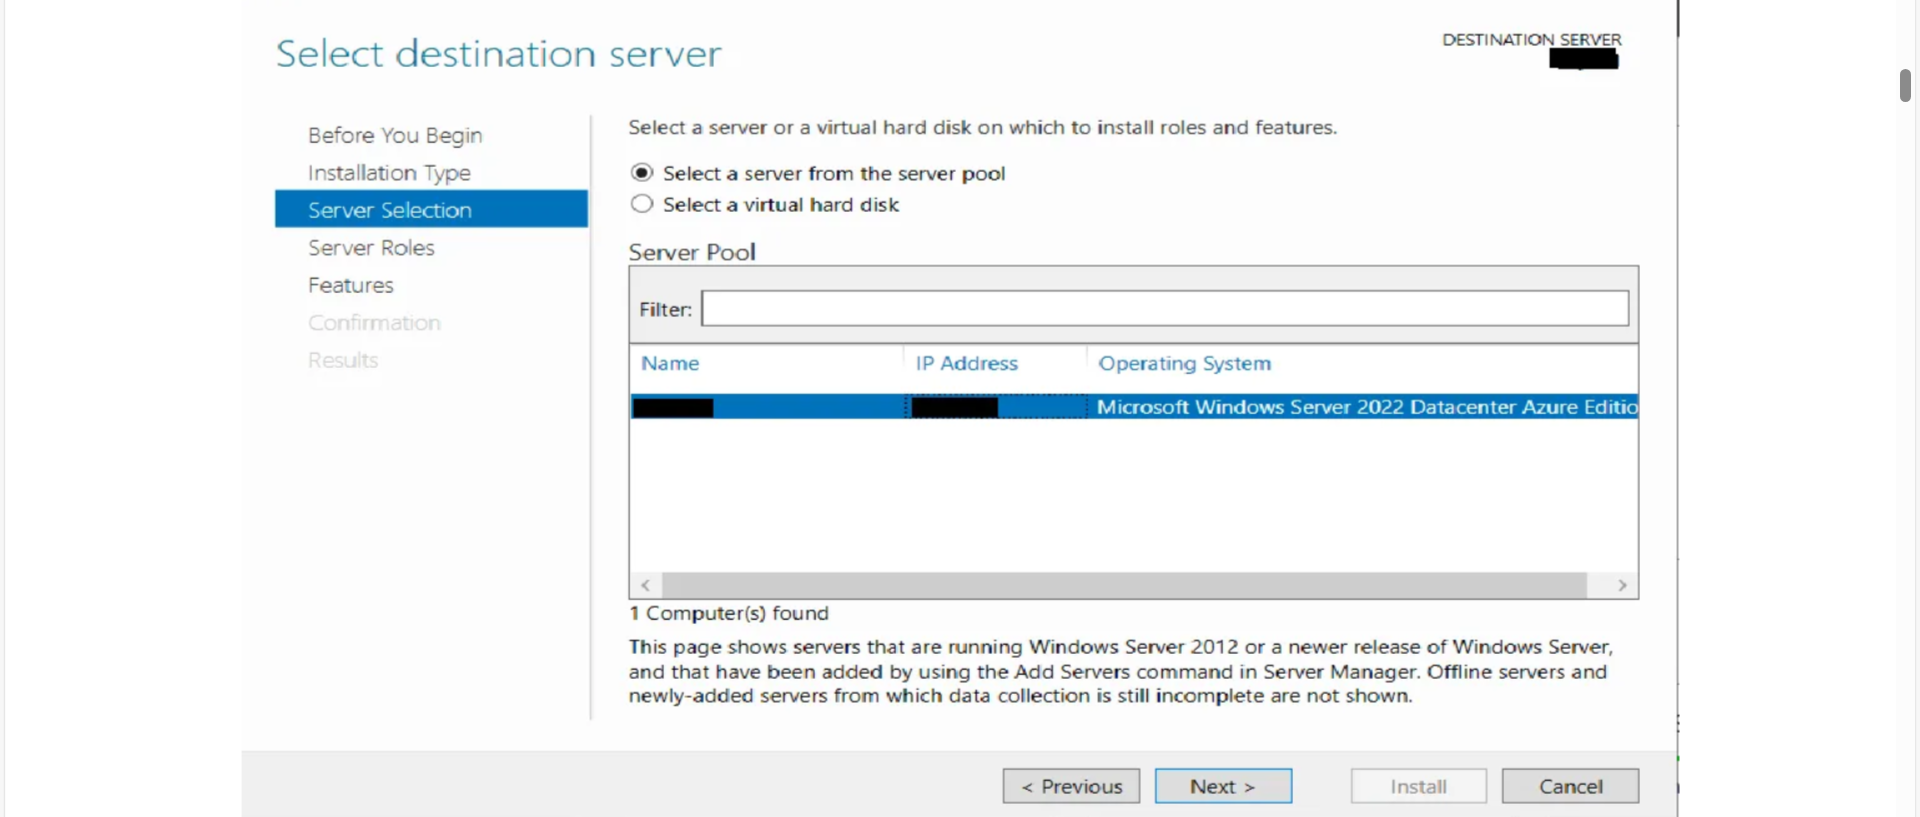 Select destination server
DESTINATION SERVER
Before You Begin
Installation Type
Server Selection
Server Roles
Features
Confirmation
Results
Select a server or a virtual hard disk on which to install roles and features.
Select a server from the server pool
Select a virtual hard disk
Server Pool
Filter:
Name IP Address Operating System
Microsoft Windows Server 2022 Datacenter Azure Editio
1 Computer(s) found
This page shows servers that are running Windows Server 2012 or a newer release of Windows Server,
and that have been added by using the Add Servers command in Server Manager. Offline servers and
newly-added servers from which data collection is still incomplete are not shown.
< Previous Next > Install Cancel